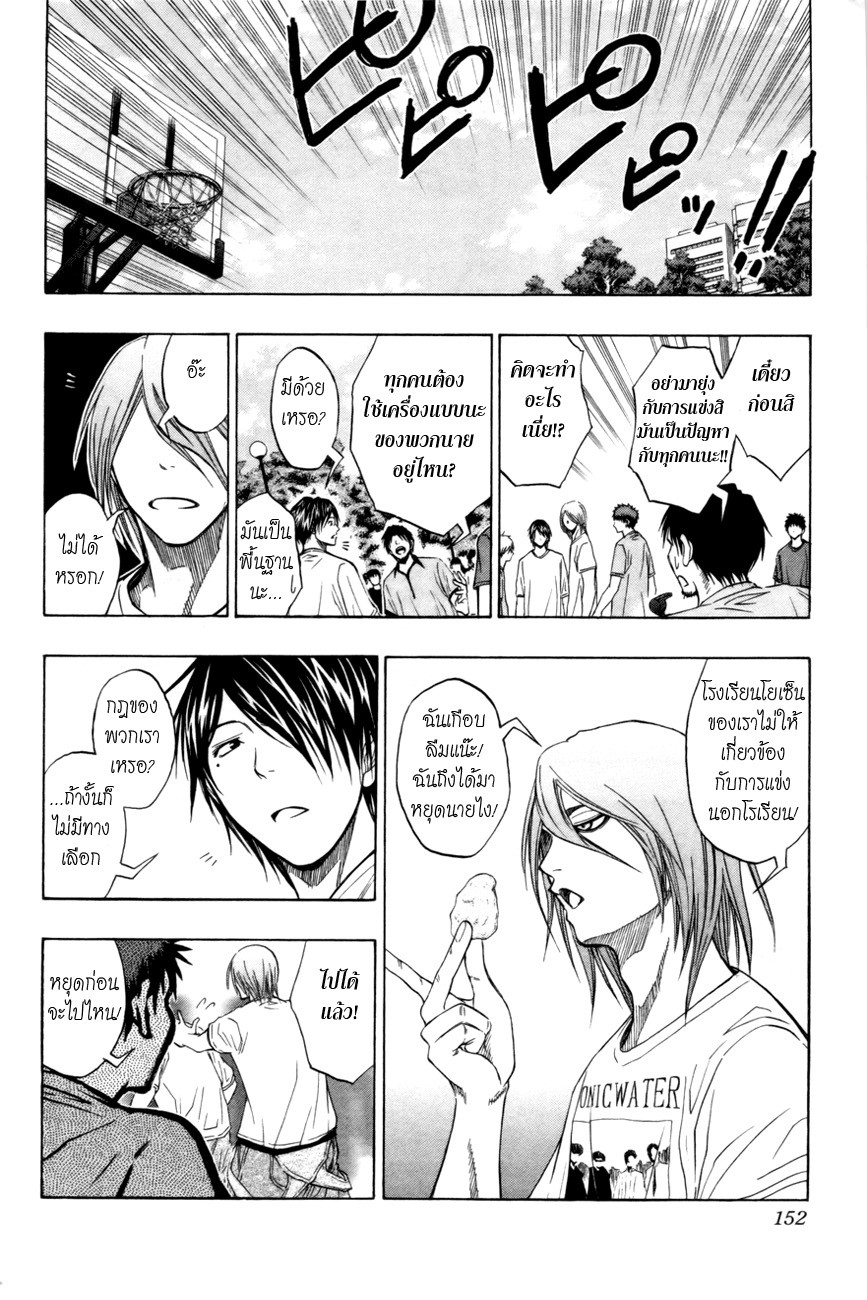 ピピピピッ!!
เดี๋ยว
ก่อนสิ
อย่ามายุ่ง
กับการแข่งสิ
มันเป็นปัญหา
กับทุกคนนะ!!
คิดจะทำ
อะไร
เนี่ย!?
ทุกคนต้อง
ใช้เครื่องแบบนะ
ของพวกนาย
อยู่ไหน?
มีด้วย
เหรอ?
มันเป็น
พื้นฐาน
นะ...
อ๊ะ
ไม่ได้
หรอก!
โรงเรียนโยเซ็น
ของเราไม่ให้
เกี่ยวข้อง
กับการแข่ง
นอกโรเรียน!
ฉันเกือบ
ลืมแน๊ะ!
ฉันถึงได้มา
หยุดนายไง!
ONICWATER
กฎของ
พวกเรา
เหรอ?
...ถ้างั้นก็
ไม่มีทาง
เลือก
ไปได้
แล้ว!
หยุดก่อน
จะไปไหน!
152